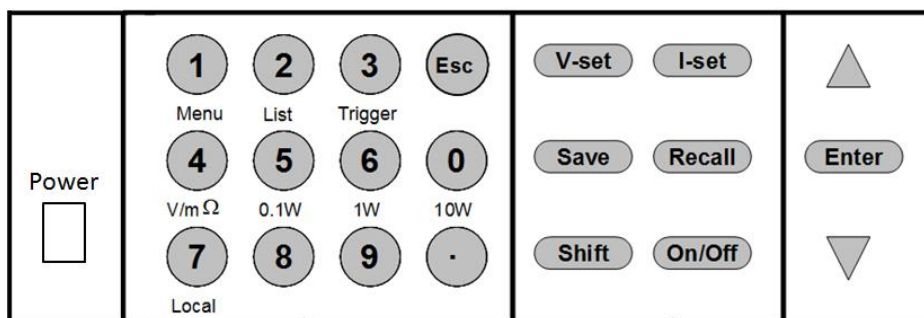 1 2 3 Esc V-set I-set
Menu List Trigger
4 5 6 0 Save Recall Enter
Power
V/mΩ 0.1W 1W 10W
7 8 9 . Shift On/Off
Local